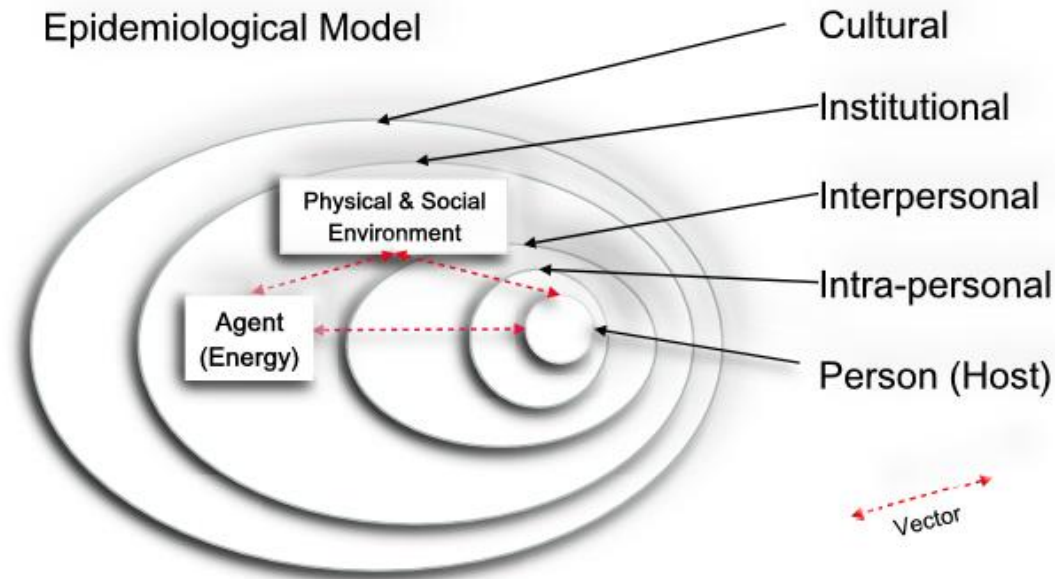 Epidemiological Model
Cultural
Institutional
Physical & Social
Environment
Interpersonal
Intra-personal
Agent
(Energy)
Person (Host)
Vector